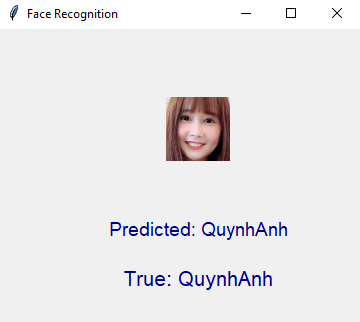 Face Recognition
Predicted: QuynhAnh
True: QuynhAnh